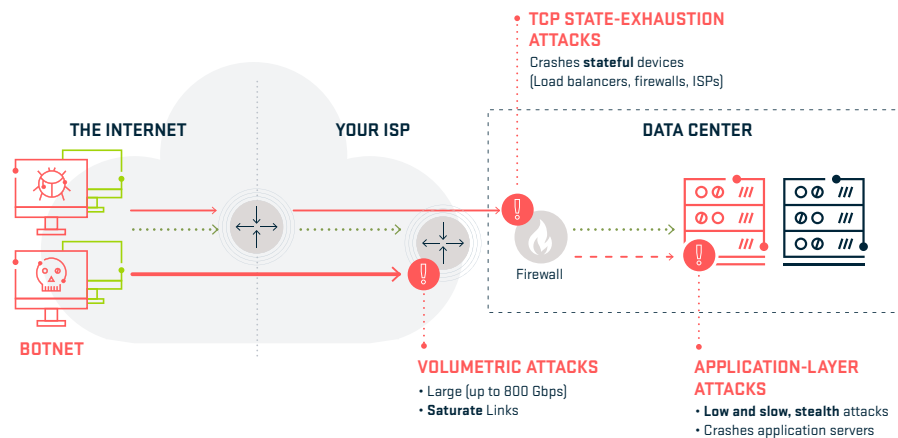 TCP STATE-EXHAUSTION
ATTACKS
Crashes stateful devices
(Load balancers, firewalls, ISPs)
THE INTERNET
YOUR ISP
DATA CENTER
Firewall
BOTNET
VOLUMETRIC ATTACKS
• Large (up to 800 Gbps)
• Saturate Links
APPLICATION-LAYER
ATTACKS
• Low and slow, stealth attacks
• Crashes application servers